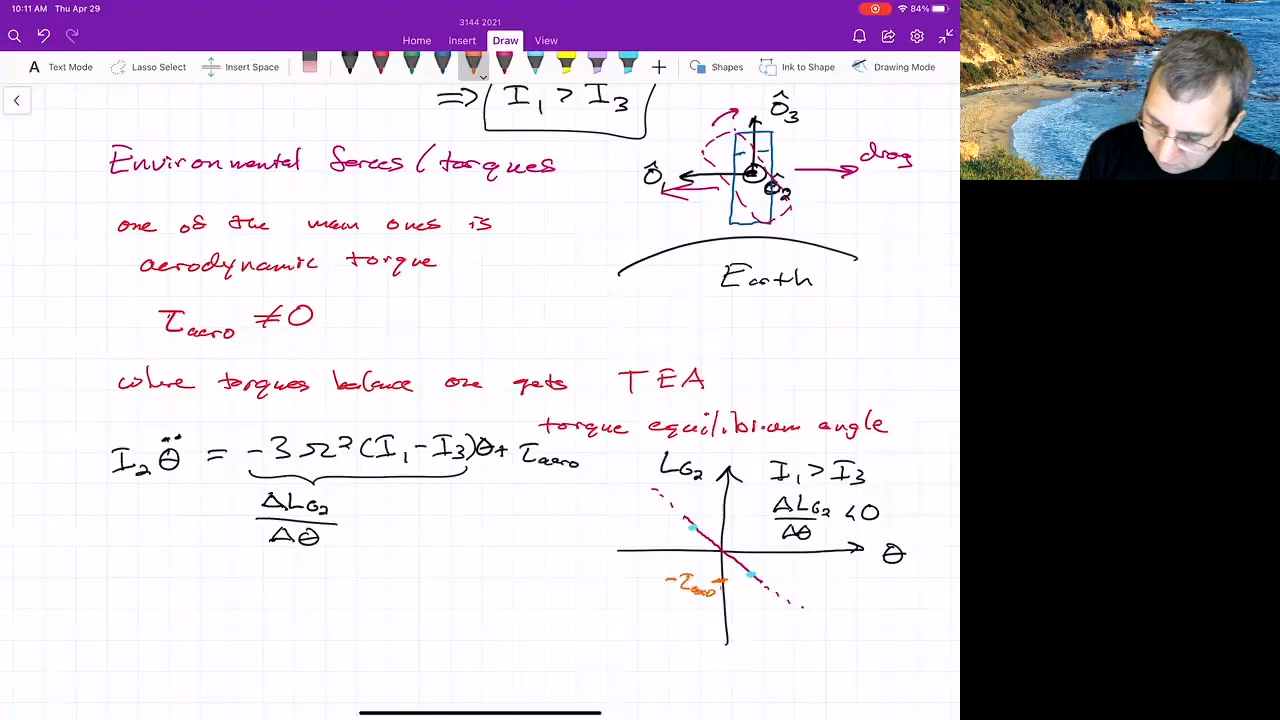 10:11 AM Thu Apr 29
84%
3144 2021
Home Insert Draw View
Text Mode Lasso Select Insert Space Shapes Ink to Shape Drawing Mode
=> I₁ > I₃
Ô₃
Environmental forces/torques
drag
Ô₁
Ô₂
one of the main ones is
aerodynamic torque
Earth
τaero ≠ 0
where torques balance one gets TEA
torque equilibrium angle
I₂ θ̈ = -3Ω²(I₁-I₃)θ + τaero
LG₂
I₁ > I₃
ΔLG₂/Δθ
ΔLG₂/Δθ < 0
θ
-τaero